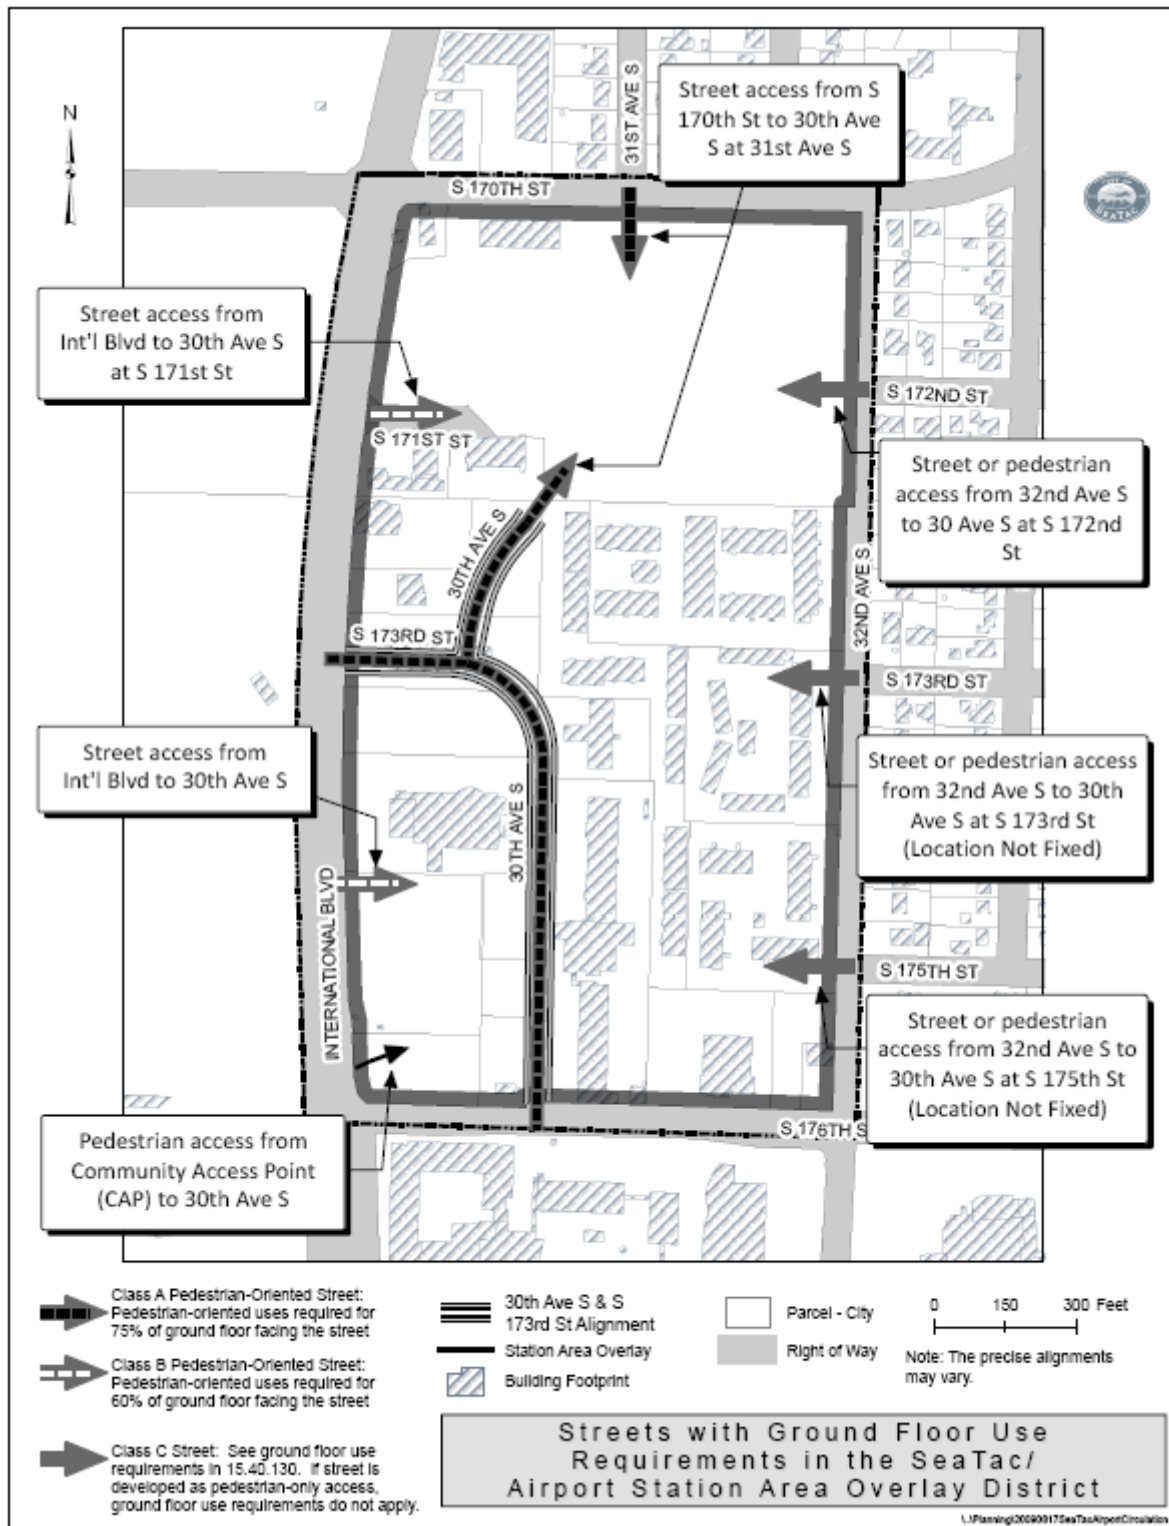 31ST AVE S
Street access from S
170th St to 30th Ave
S at 31st Ave S
N
S 170TH ST
SEATAC
Street access from
Int'l Blvd to 30th Ave S
at S 171st St
S 171ST ST
S 172ND ST
Street or pedestrian
access from 32nd Ave S
to 30 Ave S at S 172nd
St
30TH AVE S
32ND AVE S
S 173RD ST
S 173RD ST
Street access from
Int'l Blvd to 30th Ave S
Street or pedestrian access
from 32nd Ave S to 30th
Ave S at S 173rd St
(Location Not Fixed)
30TH AVE S
INTERNATIONAL BLVD
S 175TH ST
Street or pedestrian
access from 32nd Ave S to
30th Ave S at S 175th St
(Location Not Fixed)
S 176TH S
Pedestrian access from
Community Access Point
(CAP) to 30th Ave S
Class A Pedestrian-Oriented Street:
Pedestrian-oriented uses required for
75% of ground floor facing the street
Class B Pedestrian-Oriented Street:
Pedestrian-oriented uses required for
60% of ground floor facing the street
Class C Street: See ground floor use
requirements in 15.40.130. If street is
developed as pedestrian-only access,
ground floor use requirements do not apply.
30th Ave S & S
173rd St Alignment
Station Area Overlay
Building Footprint
Parcel - City
Right of Way
0 150 300 Feet
Note: The precise alignments
may vary.
Streets with Ground Floor Use
Requirements in the SeaTac/
Airport Station Area Overlay District